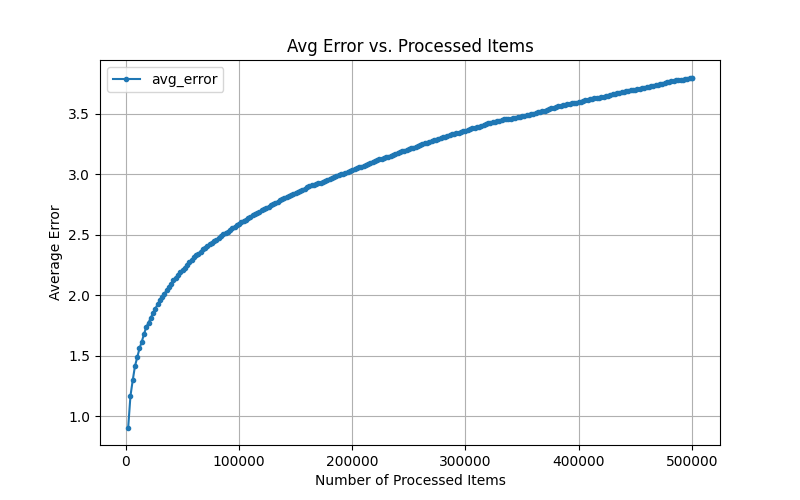 Avg Error vs. Processed Items
avg_error
Average Error
3.5
3.0
2.5
2.0
1.5
1.0
0 100000 200000 300000 400000 500000
Number of Processed Items